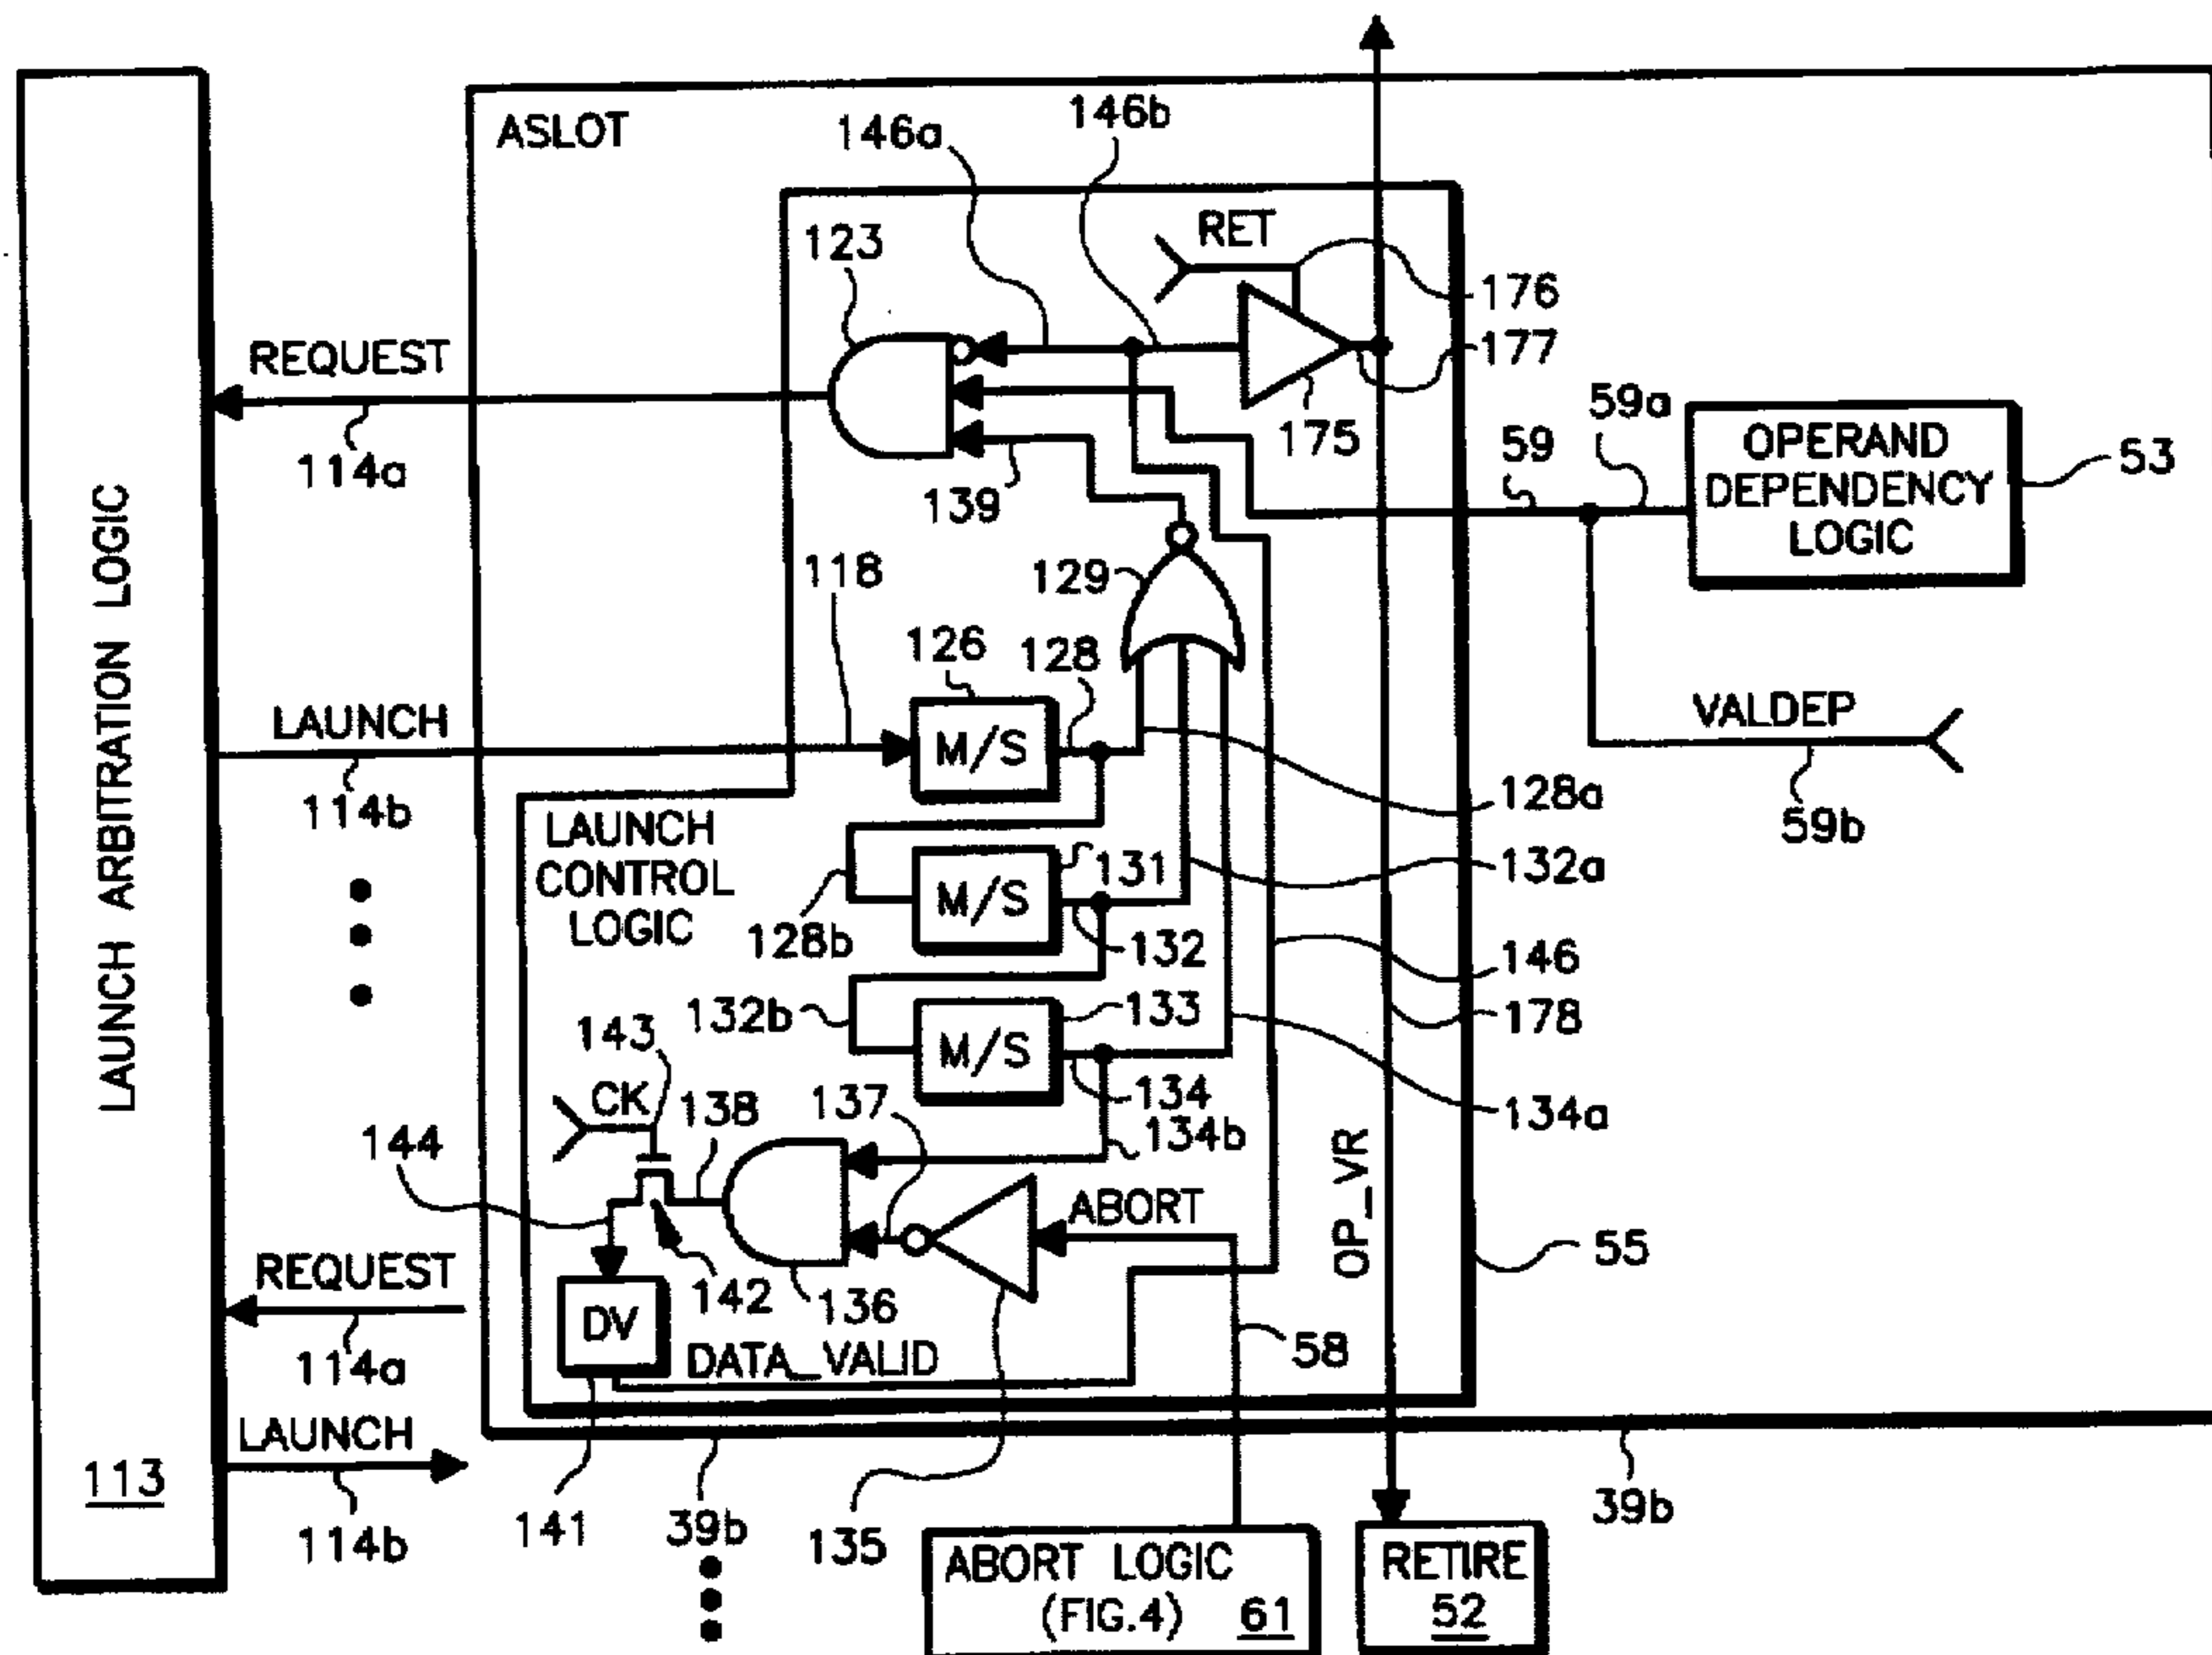 ASLOT
146a
146b
RET
123
176
177
REQUEST
114a
175
59
59a
OPERAND
DEPENDENCY
LOGIC
53
139
118
129
126
128
LAUNCH
114b
M/S
VALDEP
59b
128a
LAUNCH
CONTROL
LOGIC
131
132a
M/S
128b
132
146
132b
133
178
M/S
143
CK
138
137
134
134b
134a
144
ABORT
OP_VR
55
REQUEST
114a
142
136
DV
DATA_VALID
58
LAUNCH
114b
LAUNCH ARBITRATION LOGIC
113
141
39b
135
39b
ABORT LOGIC
(FIG.4) 61
RETIRE
52